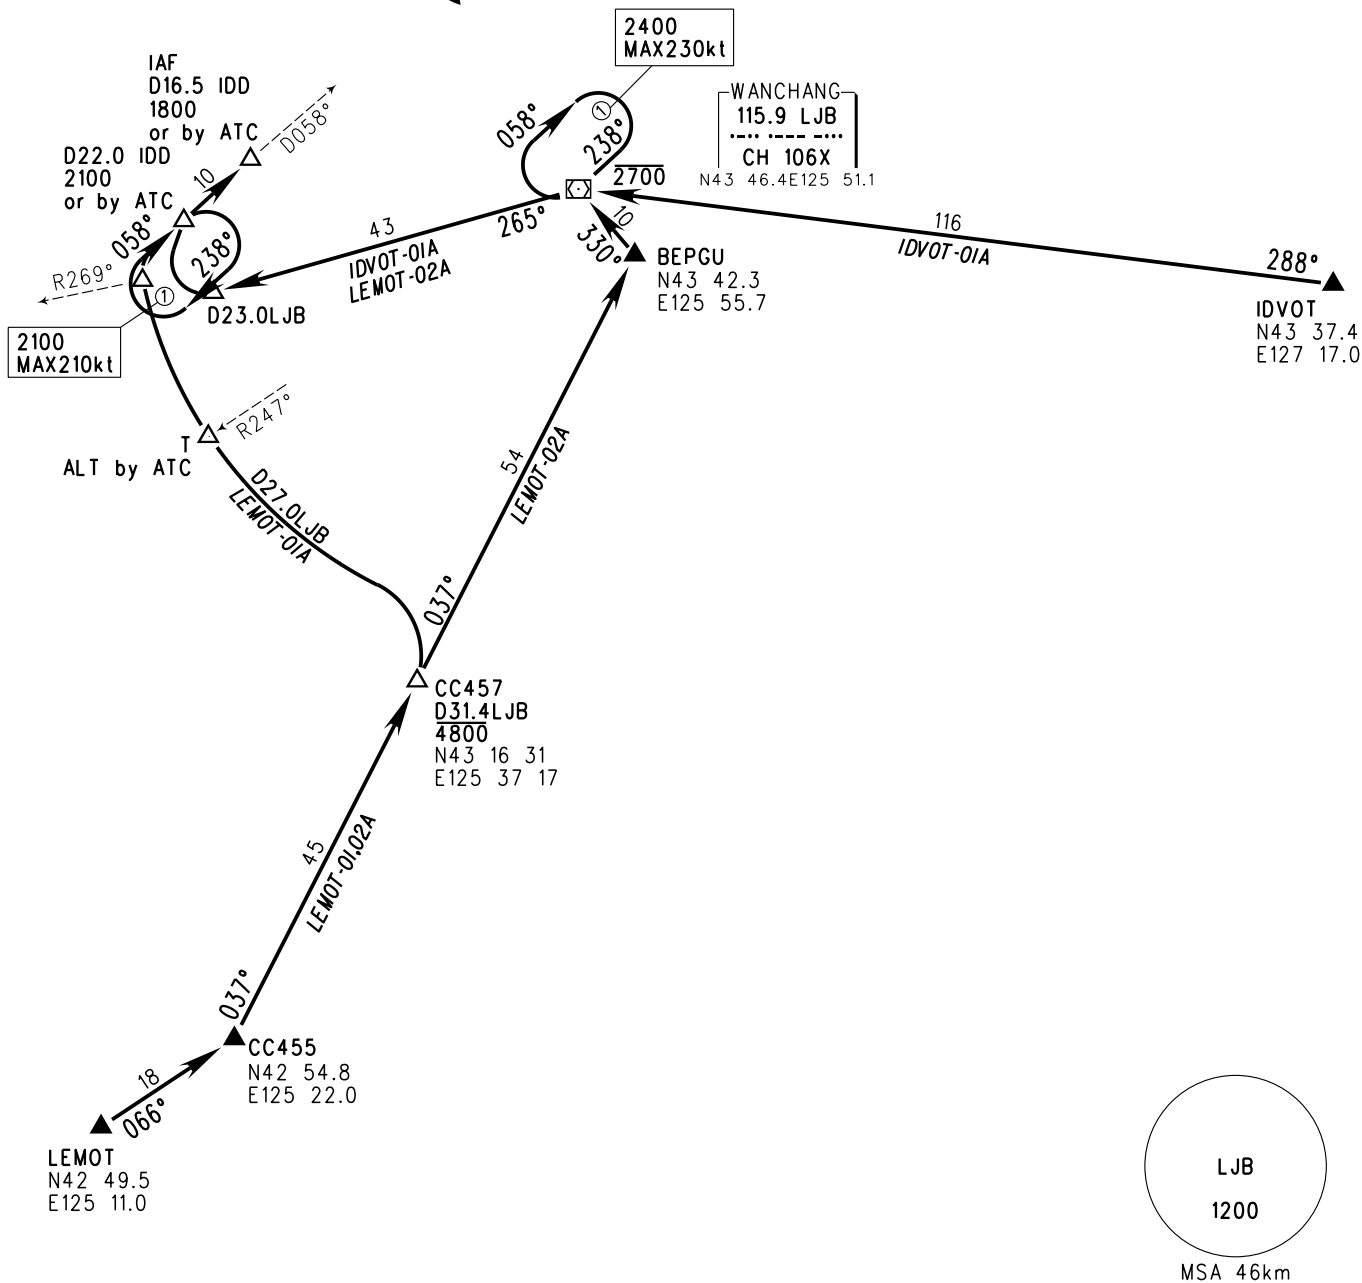 2400
MAX230kt
IAF
D16.5 IDD
1800
or by ATC
D058°
D22.0 IDD
2100
or by ATC
10
058°
238°
R269°
2100
MAX210kt
①
D23.0LJB
058°
①
238°
WANCHANG
115.9 LJB
·-·· ·--- -···
CH 106X
N43 46.4E125 51.1
2700
265°
43
IDVOT-01A
LEMOT-02A
10
330°
BEPGU
N43 42.3
E125 55.7
116
IDVOT-01A
288°
IDVOT
N43 37.4
E127 17.0
R247°
T
ALT by ATC
D27.0LJB
LEMOT-01A
54
LEMOT-02A
037°
CC457
D31.4LJB
4800
N43 16 31
E125 37 17
45
LEMOT-01,02A
037°
CC455
N42 54.8
E125 22.0
18
066°
LEMOT
N42 49.5
E125 11.0
LJB
1200
MSA 46km